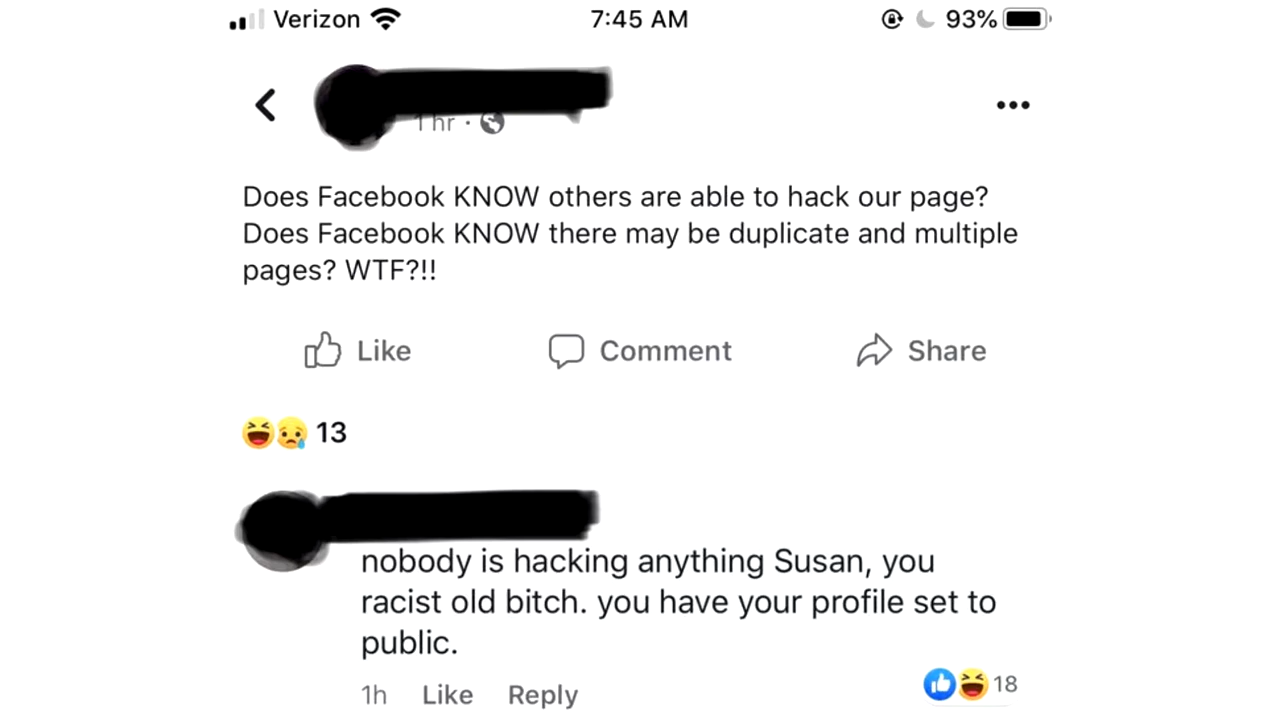 Verizon 7:45 AM 93%
1 hr ·
Does Facebook KNOW others are able to hack our page?
Does Facebook KNOW there may be duplicate and multiple
pages? WTF?!!
Like Comment Share
13
nobody is hacking anything Susan, you
racist old bitch. you have your profile set to
public.
1h Like Reply 18